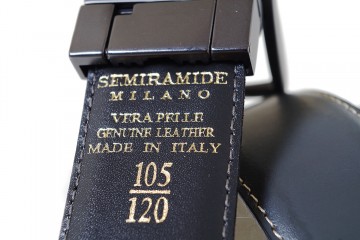 SEMIRAMIDE
MILANO
VERA PELLE
GENUINE LEATHER
MADE IN ITALY
105
120